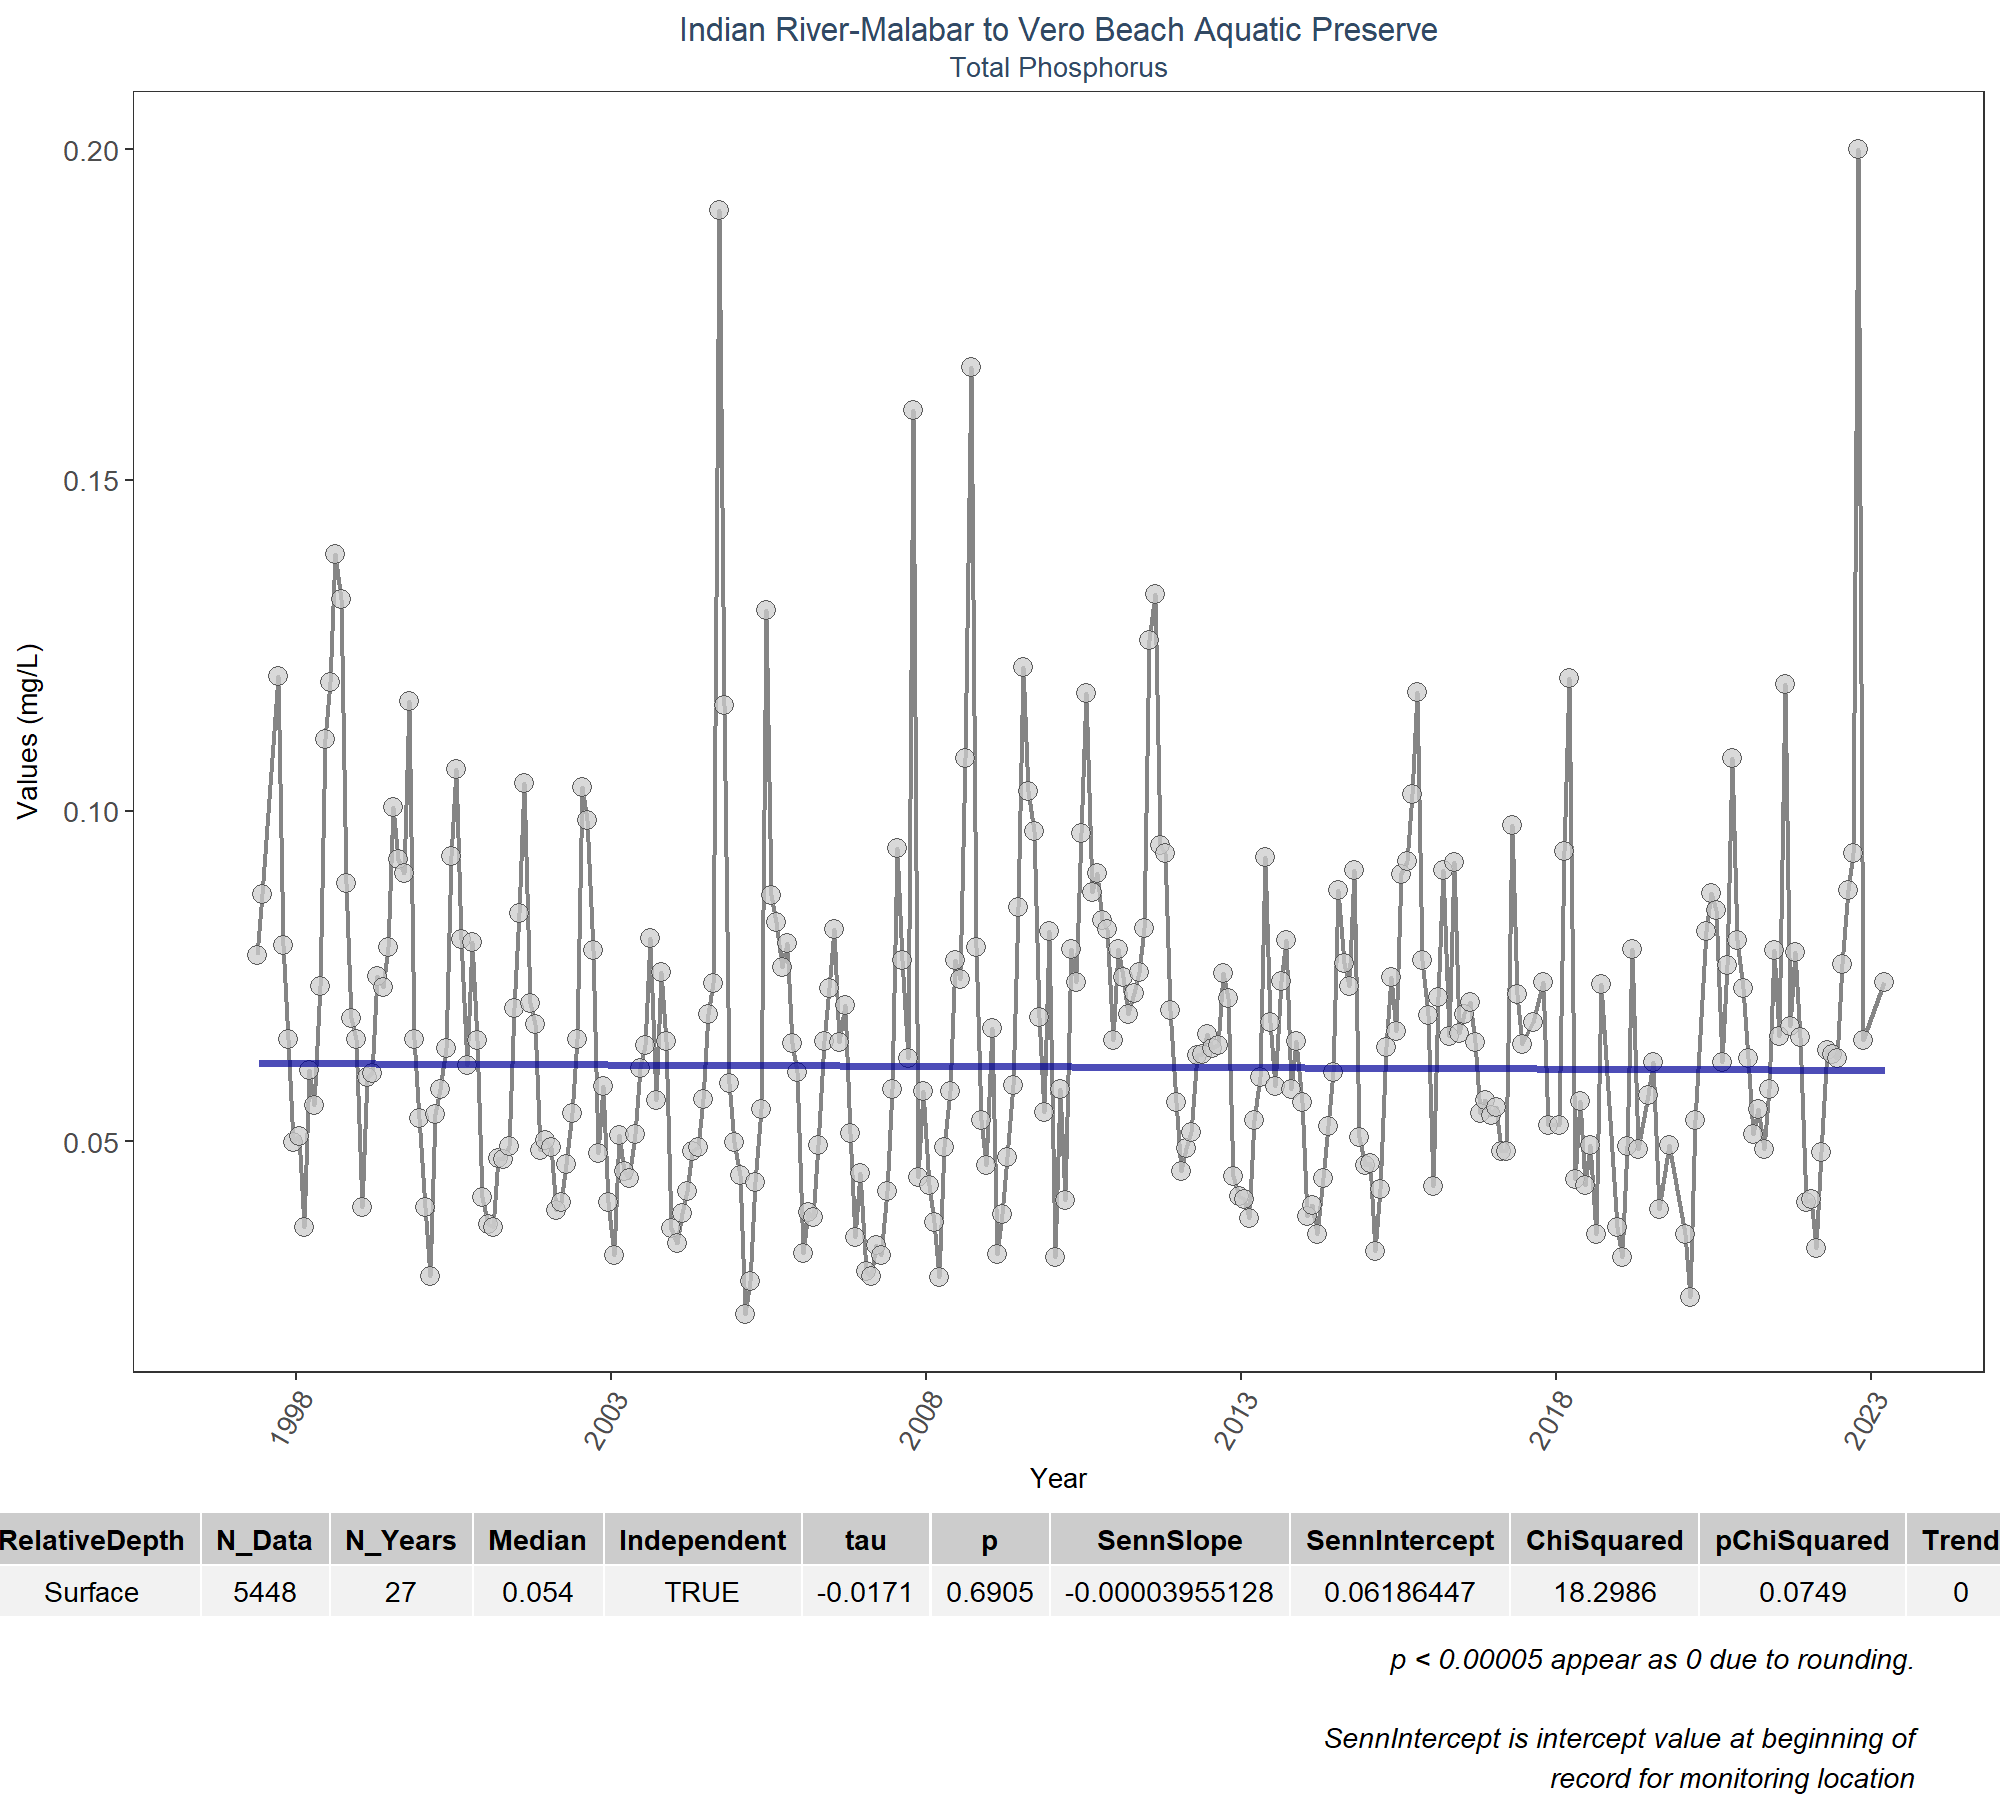 Indian River-Malabar to Vero Beach Aquatic Preserve
Total Phosphorus
0.20
0.15
0.10
0.05
Values (mg/L)
1998
2003
2008
2013
2018
2023
Year
RelativeDepth N_Data N_Years Median Independent tau p SennSlope SennIntercept ChiSquared pChiSquared Trend
Surface 5448 27 0.054 TRUE -0.0171 0.6905 -0.00003955128 0.06186447 18.2986 0.0749 0
p < 0.00005 appear as 0 due to rounding.
SennIntercept is intercept value at beginning of
record for monitoring location